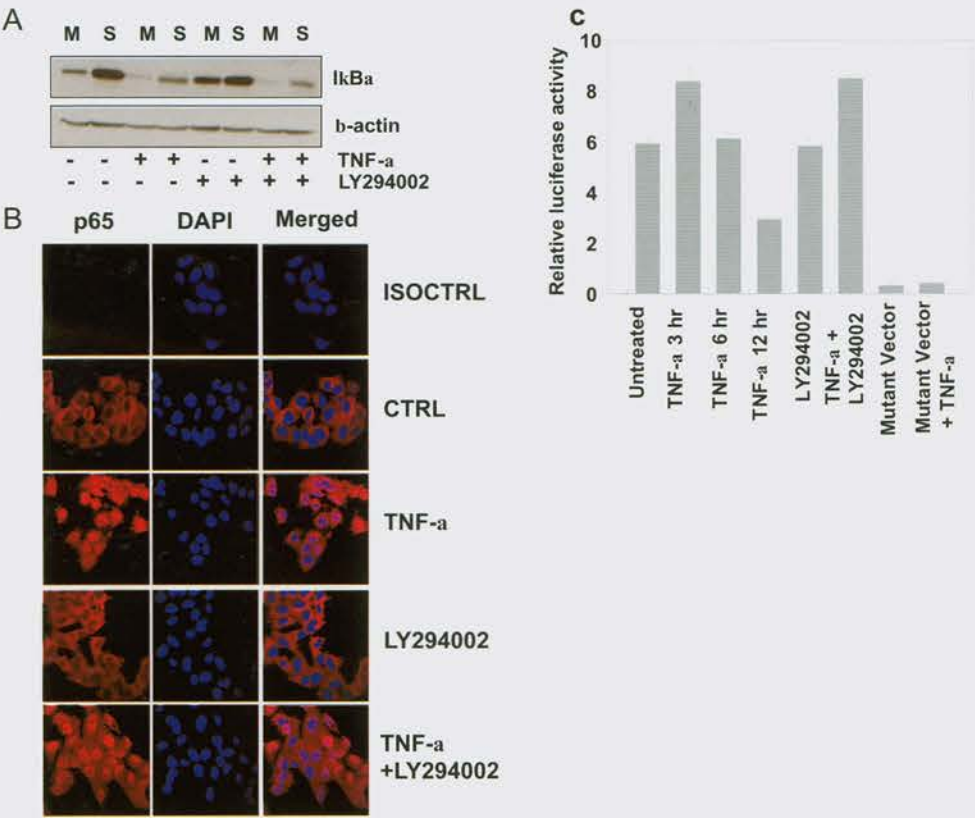 A
M S M S M S M S
IkBa
b-actin
- - + + - - + + TNF-a
- - - - + + + + LY294002
B
p65 DAPI Merged
ISOCTRL
CTRL
TNF-a
LY294002
TNF-a
+LY294002
C
Relative luciferase activity
10
8
6
4
2
0
Untreated
TNF-a 3 hr
TNF-a 6 hr
TNF-a 12 hr
LY294002
TNF-a +
LY294002
Mutant Vector
Mutant Vector
+ TNF-a